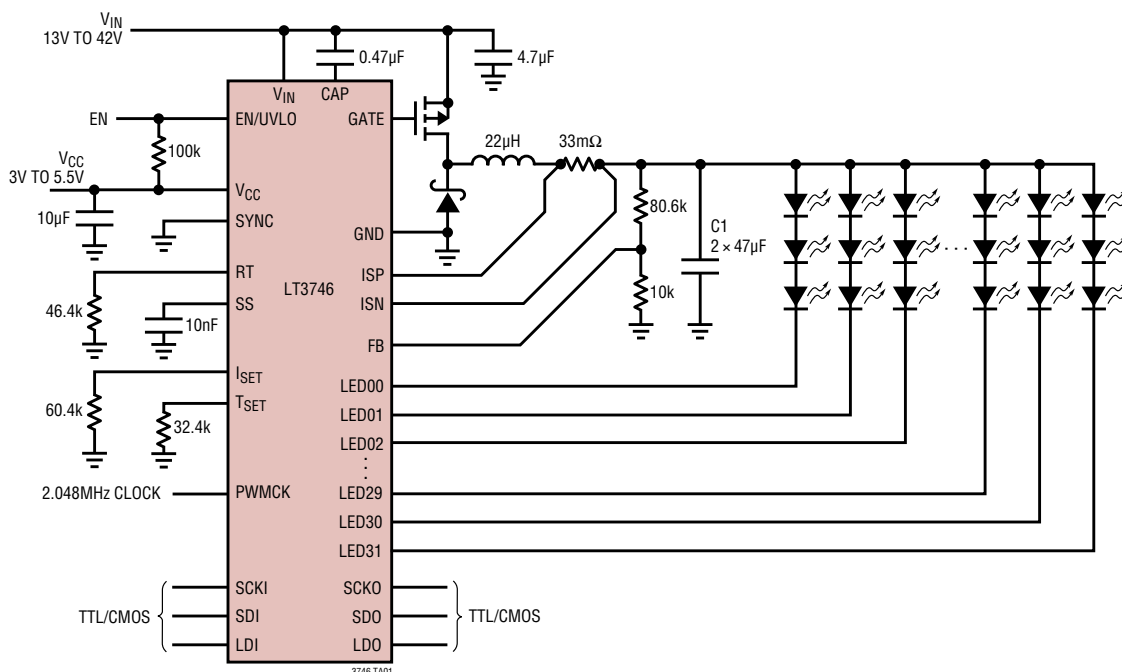 VIN
13V TO 42V
0.47µF
4.7µF
VIN
CAP
EN
EN/UVLO
GATE
100k
22µH
33mΩ
VCC
3V TO 5.5V
VCC
10µF
SYNC
80.6k
C1
2 × 47µF
GND
RT
ISP
LT3746
46.4k
SS
ISN
10k
10nF
FB
ISET
LED00
60.4k
TSET
32.4k
LED01
LED02
2.048MHz CLOCK
PWMCK
LED29
LED30
LED31
SCKI
SCKO
TTL/CMOS
SDI
SDO
TTL/CMOS
LDI
LDO
3746 TA01